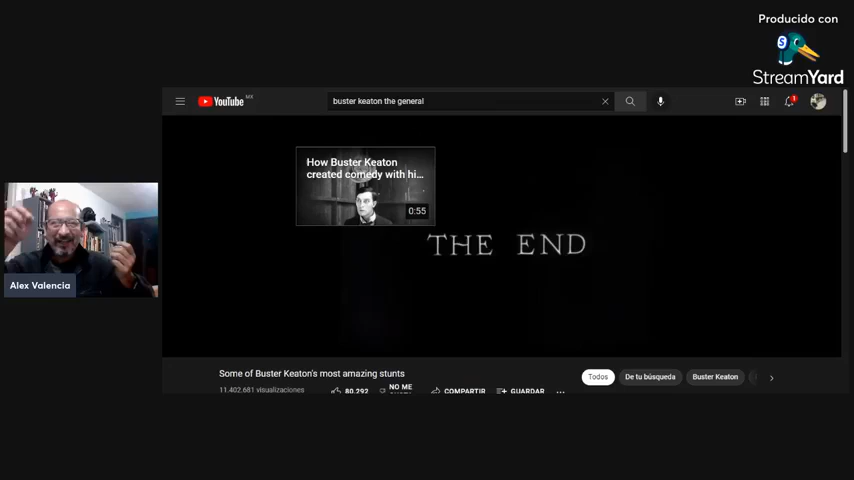 Producido con
StreamYard
YouTube MX
buster keaton the general
1
How Buster Keaton
created comedy with hi...
0:55
THE END
Alex Valencia
Some of Buster Keaton's most amazing stunts
Todos
De tu búsqueda
Buster Keaton
11,402,681 visualizaciones
80,292
NO ME
COMPARTIR
GUARDAR